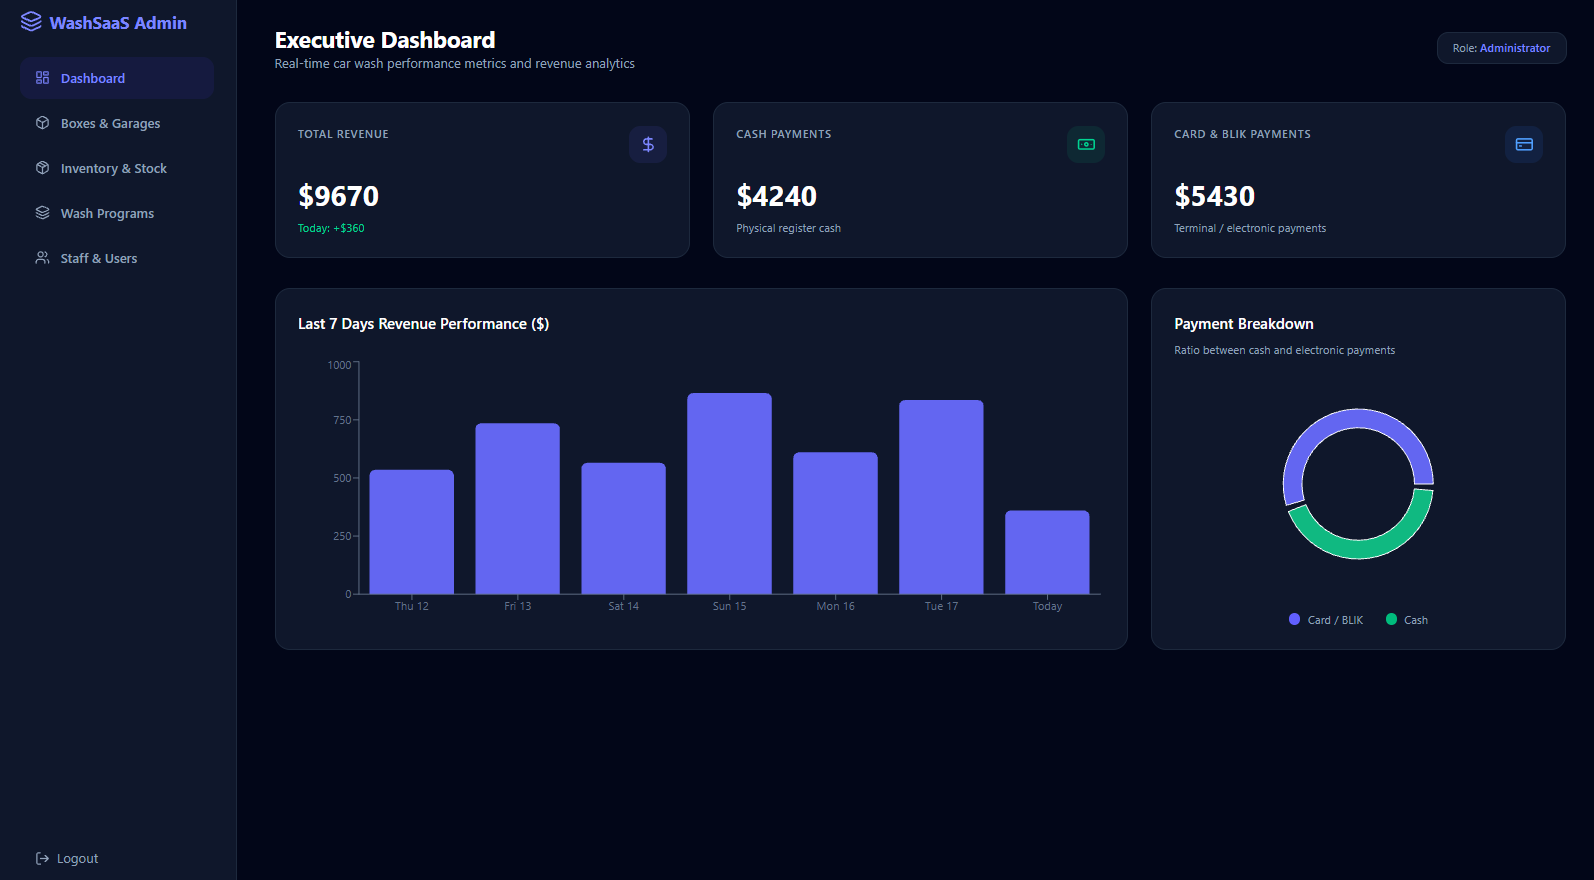 WashSaaS Admin
Dashboard
Boxes & Garages
Inventory & Stock
Wash Programs
Staff & Users
Logout
Executive Dashboard
Real-time car wash performance metrics and revenue analytics
Role: Administrator
TOTAL REVENUE
$9670
Today: +$360
CASH PAYMENTS
$4240
Physical register cash
CARD & BLIK PAYMENTS
$5430
Terminal / electronic payments
Last 7 Days Revenue Performance ($)
1000
750
500
250
0
Thu 12 Fri 13 Sat 14 Sun 15 Mon 16 Tue 17 Today
Payment Breakdown
Ratio between cash and electronic payments
Card / BLIK Cash